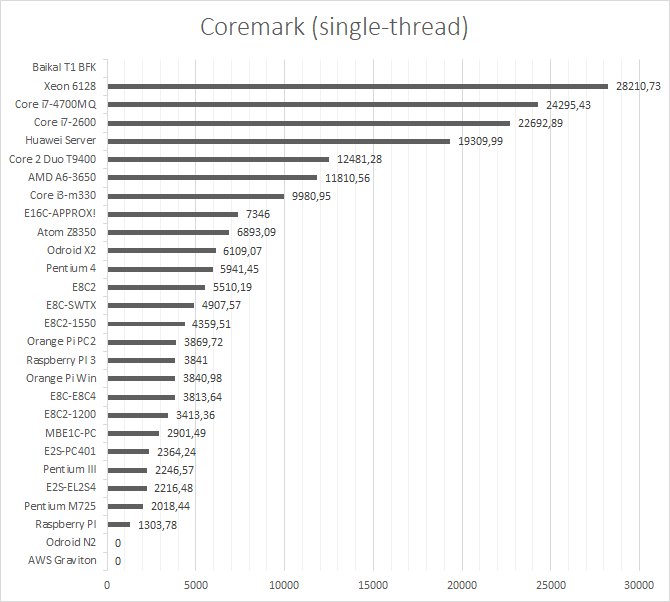 Coremark (single-thread)
Baikal T1 BFK
Xeon 6128 28210,73
Core i7-4700MQ 24295,43
Core i7-2600 22692,89
Huawei Server 19309,99
Core 2 Duo T9400 12481,28
AMD A6-3650 11810,56
Core i3-m330 9980,95
E16C-APPROX! 7346
Atom Z8350 6893,09
Odroid X2 6109,07
Pentium 4 5941,45
E8C2 5510,19
E8C-SWTX 4907,57
E8C2-1550 4359,51
Orange Pi PC2 3869,72
Raspberry PI 3 3841
Orange Pi Win 3840,98
E8C-E8C4 3813,64
E8C2-1200 3413,36
MBE1C-PC 2901,49
E2S-PC401 2364,24
Pentium III 2246,57
E2S-EL2S4 2216,48
Pentium M725 2018,44
Raspberry PI 1303,78
Odroid N2 0
AWS Graviton 0
0 5000 10000 15000 20000 25000 30000